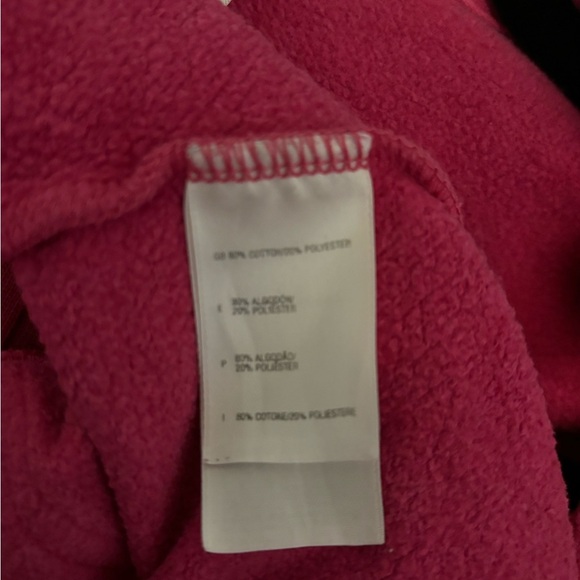 GB 80% COTTON/20% POLYESTER
E 80% ALGODÓN/
20% POLIÉSTER
P 80% ALGODÃO/
20% POLIÉSTER
I 80% COTONE/20% POLIESTERE